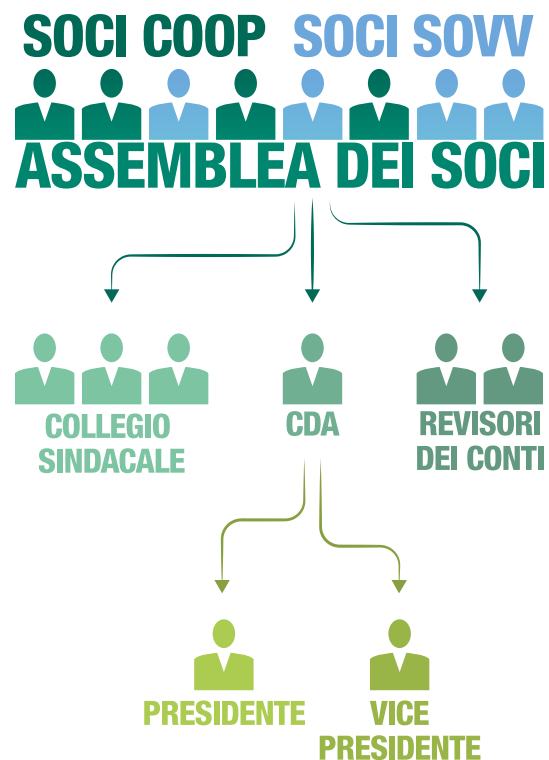 SOCI COOP SOCI SOVV
ASSEMBLEA DEI SOCI
COLLEGIO
SINDACALE
CDA
REVISORI
DEI CONTI
PRESIDENTE
VICE
PRESIDENTE